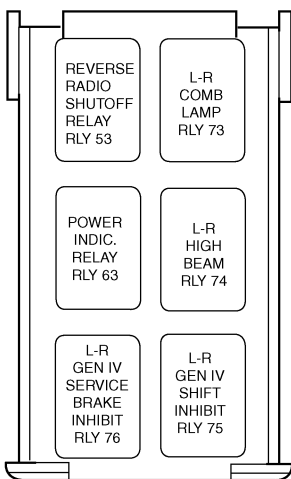 REVERSE
RADIO
SHUTOFF
RELAY
RLY 53
L-R
COMB
LAMP
RLY 73
POWER
INDIC.
RELAY
RLY 63
L-R
HIGH
BEAM
RLY 74
L-R
GEN IV
SERVICE
BRAKE
INHIBIT
RLY 76
L-R
GEN IV
SHIFT
INHIBIT
RLY 75